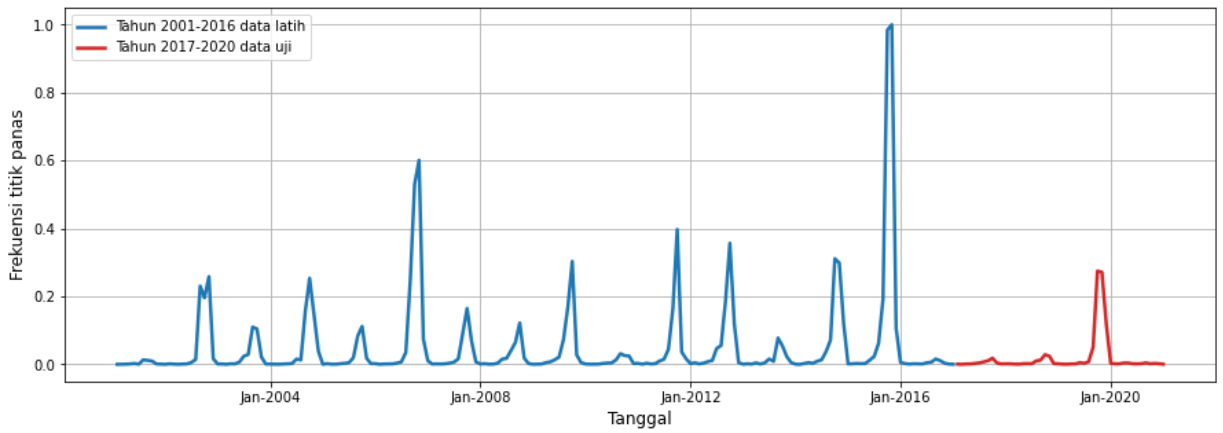 Tahun 2001-2016 data latih
Tahun 2017-2020 data uji
Frekuensi titik panas
1.0
0.8
0.6
0.4
0.2
0.0
Jan-2004 Jan-2008 Jan-2012 Jan-2016 Jan-2020
Tanggal